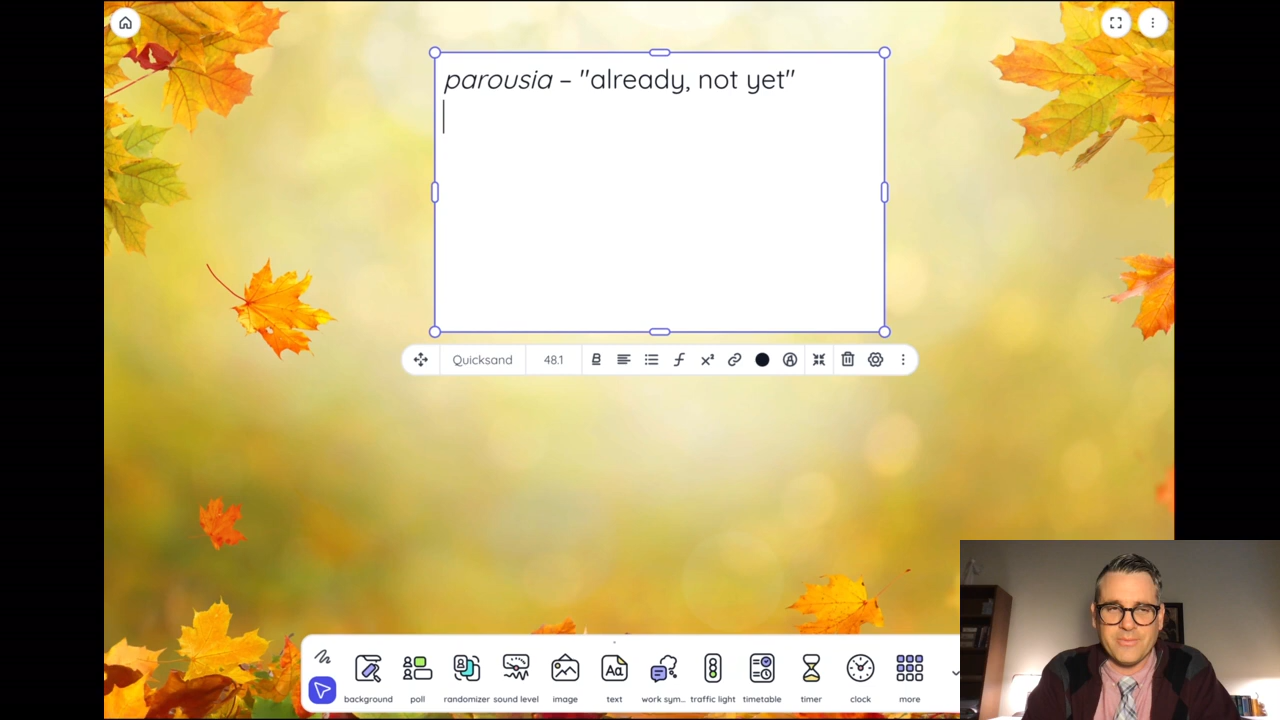 parousia – "already, not yet"
Quicksand 48.1
background poll randomizer sound level image text work sym... traffic light timetable timer clock more